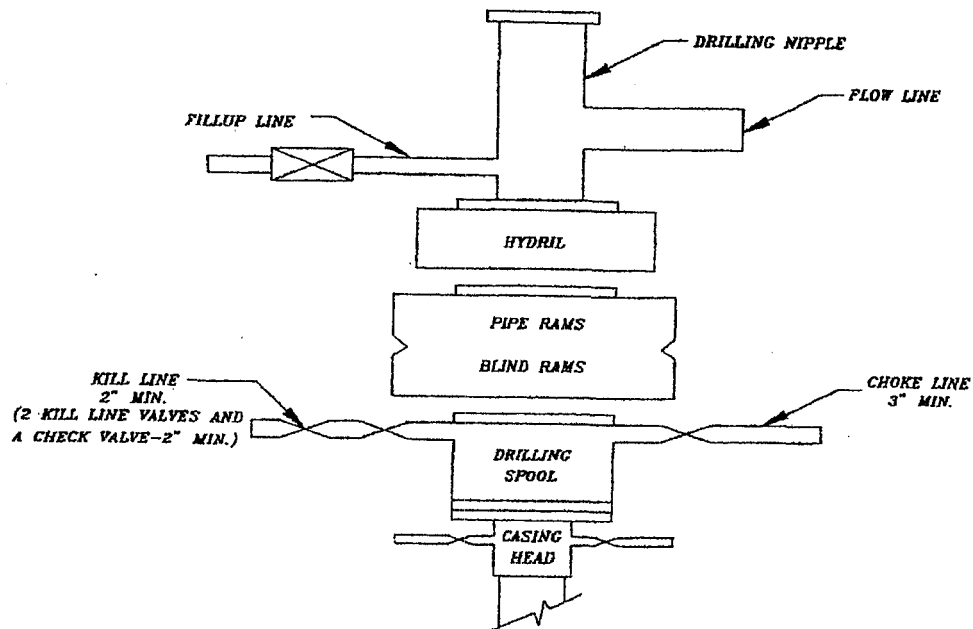 DRILLING NIPPLE
FLOW LINE
FILLUP LINE
HYDRIL
PIPE RAMS
BLIND RAMS
KILL LINE
2" MIN.
(2 KILL LINE VALVES AND
A CHECK VALVE-2" MIN.)
CHOKE LINE
3" MIN.
DRILLING
SPOOL
CASING
HEAD